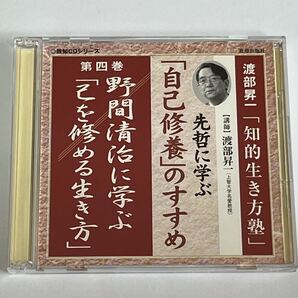 ◎致知CDシリーズ
致知出版社
渡部昇一「知的生き方塾」
【講師】渡部昇一（上智大学名誉教授）
先哲に学ぶ
「自己修養」のすすめ
第四巻
野間清治に学ぶ
「己を修める生き方」